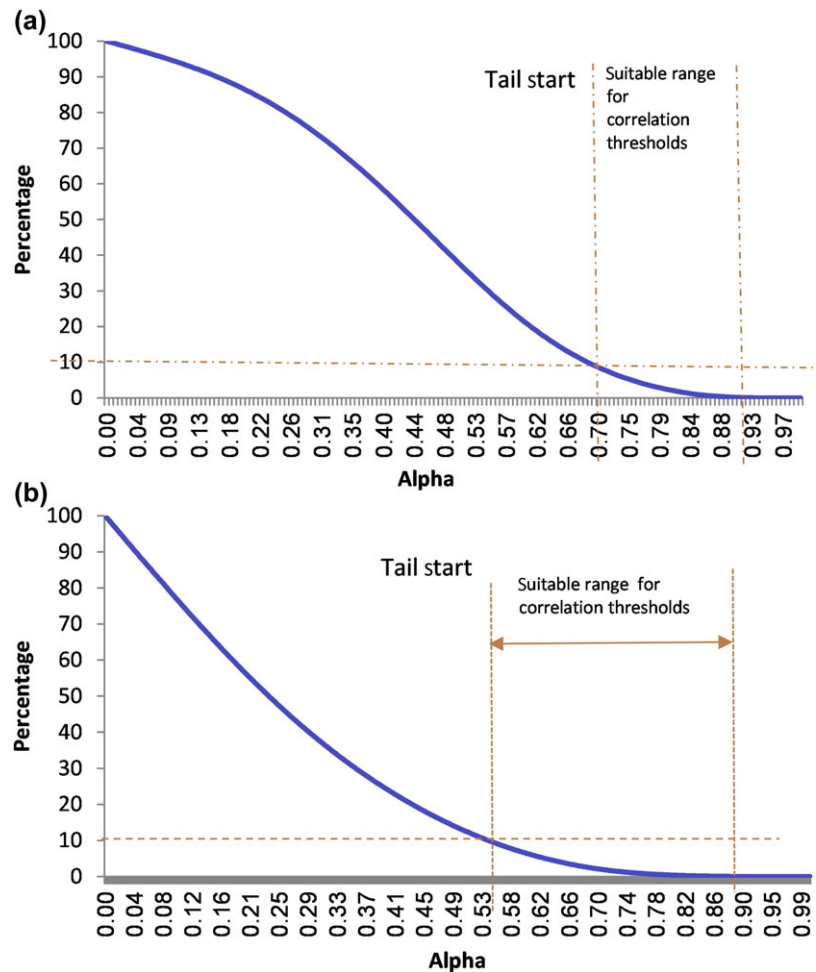 (a)
100
90
80
70
60
50
40
30
20
10
0
Percentage
Tail start
Suitable range
for
correlation
thresholds
0.00 0.04 0.09 0.13 0.18 0.22 0.26 0.31 0.35 0.40 0.44 0.48 0.53 0.57 0.62 0.66 0.70 0.75 0.79 0.84 0.88 0.93 0.97
Alpha
(b)
100
90
80
70
60
50
40
30
20
10
0
Percentage
Tail start
Suitable range for
correlation thresholds
0.00 0.04 0.08 0.12 0.16 0.21 0.25 0.29 0.33 0.37 0.41 0.45 0.49 0.53 0.58 0.62 0.66 0.70 0.74 0.78 0.82 0.86 0.90 0.95 0.99
Alpha